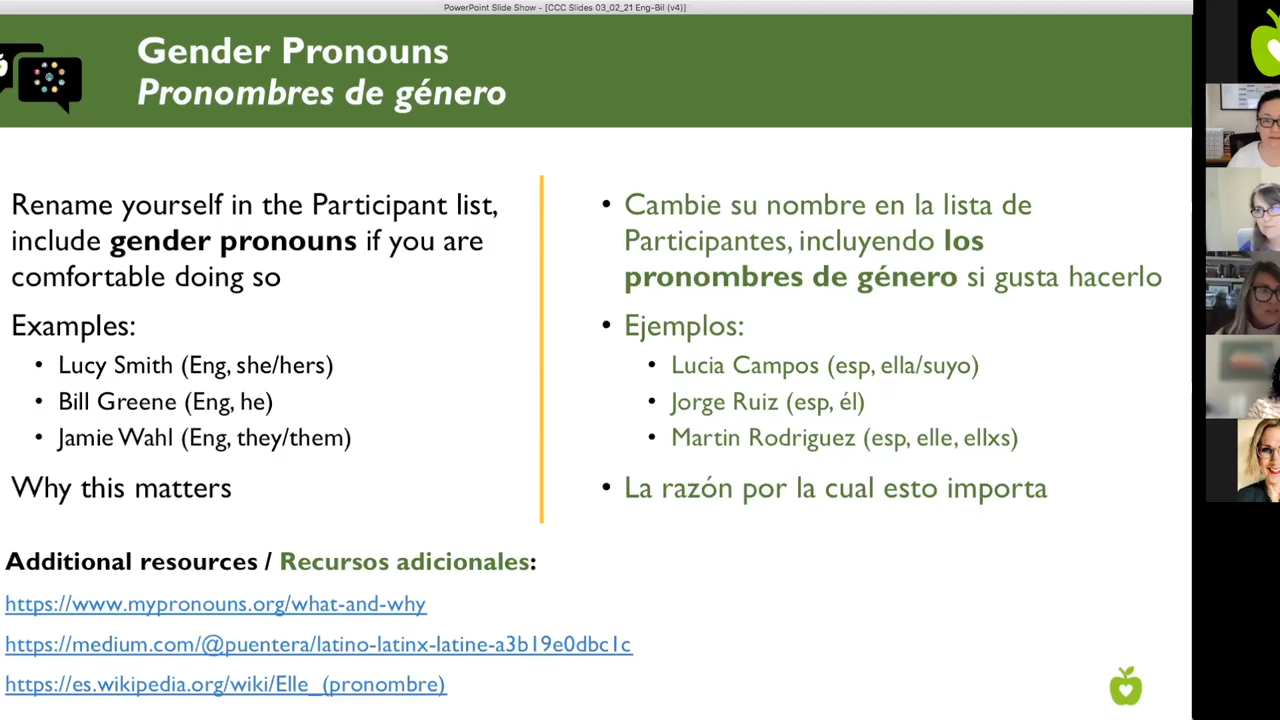 PowerPoint Slide Show - [CCC Slides 03_02_21 Eng-Bil (v4)]
Gender Pronouns
Pronombres de género
Rename yourself in the Participant list,
include gender pronouns if you are
comfortable doing so
Examples:
• Lucy Smith (Eng, she/hers)
• Bill Greene (Eng, he)
• Jamie Wahl (Eng, they/them)
Why this matters
• Cambie su nombre en la lista de
Participantes, incluyendo los
pronombres de género si gusta hacerlo
• Ejemplos:
• Lucia Campos (esp, ella/suyo)
• Jorge Ruiz (esp, él)
• Martin Rodriguez (esp, elle, ellxs)
• La razón por la cual esto importa
Additional resources / Recursos adicionales:
https://www.mypronouns.org/what-and-why
https://medium.com/@puentera/latino-latinx-latine-a3b19e0dbc1c
https://es.wikipedia.org/wiki/Elle_(pronombre)